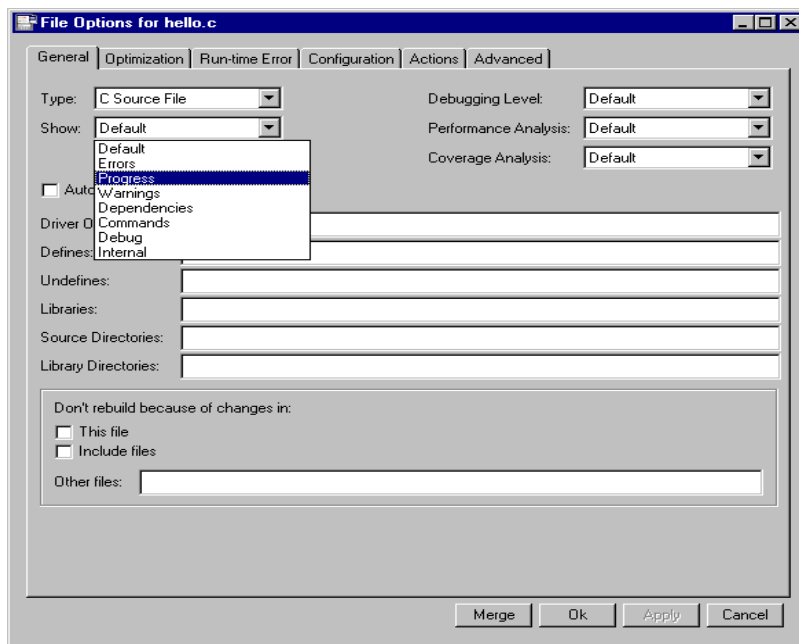 File Options for hello.c
General Optimization Run-time Error Configuration Actions Advanced
Type: C Source File Debugging Level: Default
Show: Default Performance Analysis: Default
Default Coverage Analysis: Default
Errors
Progress
Auto Warnings
Dependencies
Driver O Commands
Debug
Defines: Internal
Undefines:
Libraries:
Source Directories:
Library Directories:
Don't rebuild because of changes in:
This file
Include files
Other files:
Merge Ok Apply Cancel